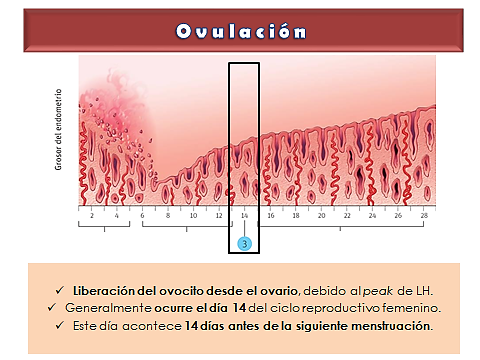 Ovulación
Grosor del endometrio
2 4 6 8 10 12 14 16 18 20 22 24 26 28
3
✓ Liberación del ovocito desde el ovario, debido al peak de LH.
✓ Generalmente ocurre el día 14 del ciclo reproductivo femenino.
✓ Este día acontece 14 días antes de la siguiente menstruación.